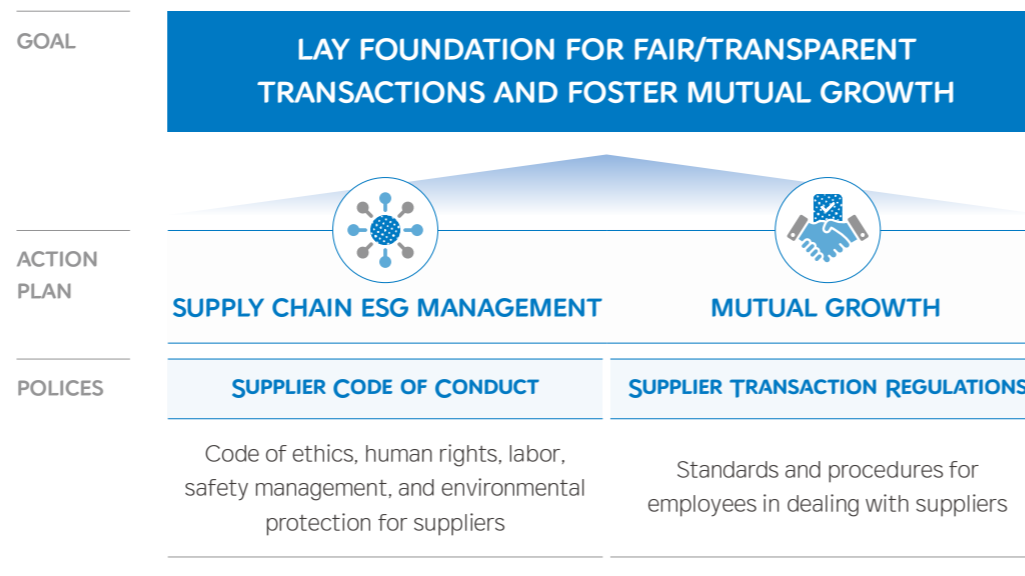 GOAL
LAY FOUNDATION FOR FAIR/TRANSPARENT
TRANSACTIONS AND FOSTER MUTUAL GROWTH
ACTION
PLAN
SUPPLY CHAIN ESG MANAGEMENT
MUTUAL GROWTH
POLICES
SUPPLIER CODE OF CONDUCT
SUPPLIER TRANSACTION REGULATIONS
Code of ethics, human rights, labor,
safety management, and environmental
protection for suppliers
Standards and procedures for
employees in dealing with suppliers